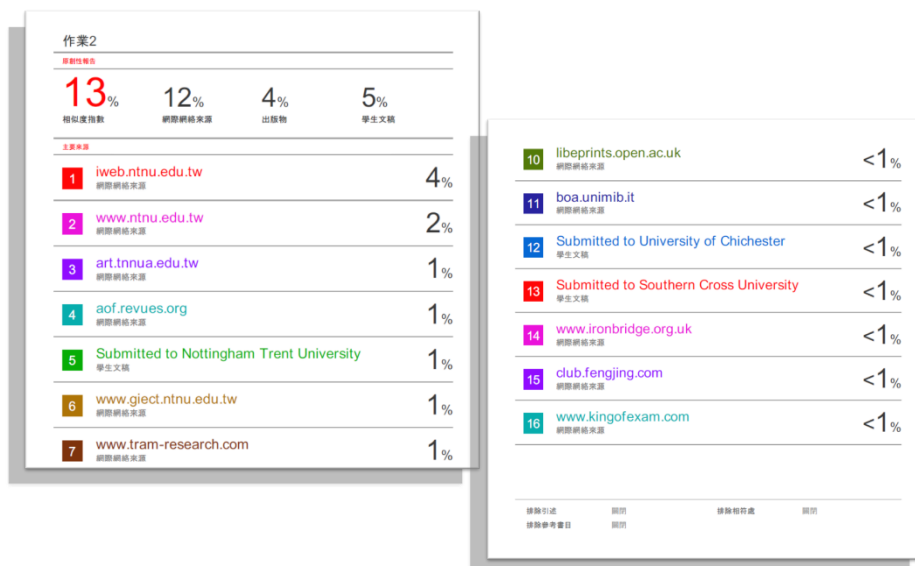 作業2
原創性報告
13%
12%
4%
5%
相似度指數
網際網絡來源
出版物
學生文稿
主要來源
1
iweb.ntnu.edu.tw
網際網絡來源
4%
2
www.ntnu.edu.tw
網際網絡來源
2%
3
art.tnnua.edu.tw
網際網絡來源
1%
4
aof.revues.org
網際網絡來源
1%
5
Submitted to Nottingham Trent University
學生文稿
1%
6
www.giect.ntnu.edu.tw
網際網絡來源
1%
7
www.tram-research.com
網際網絡來源
1%
10
libeprints.open.ac.uk
網際網絡來源
<1%
11
boa.unimib.it
網際網絡來源
<1%
12
Submitted to University of Chichester
學生文稿
<1%
13
Submitted to Southern Cross University
學生文稿
<1%
14
www.ironbridge.org.uk
網際網絡來源
<1%
15
club.fengjing.com
網際網絡來源
<1%
16
www.kingofexam.com
網際網絡來源
<1%
排除引述 關閉 排除相符處 關閉
排除參考書目 關閉